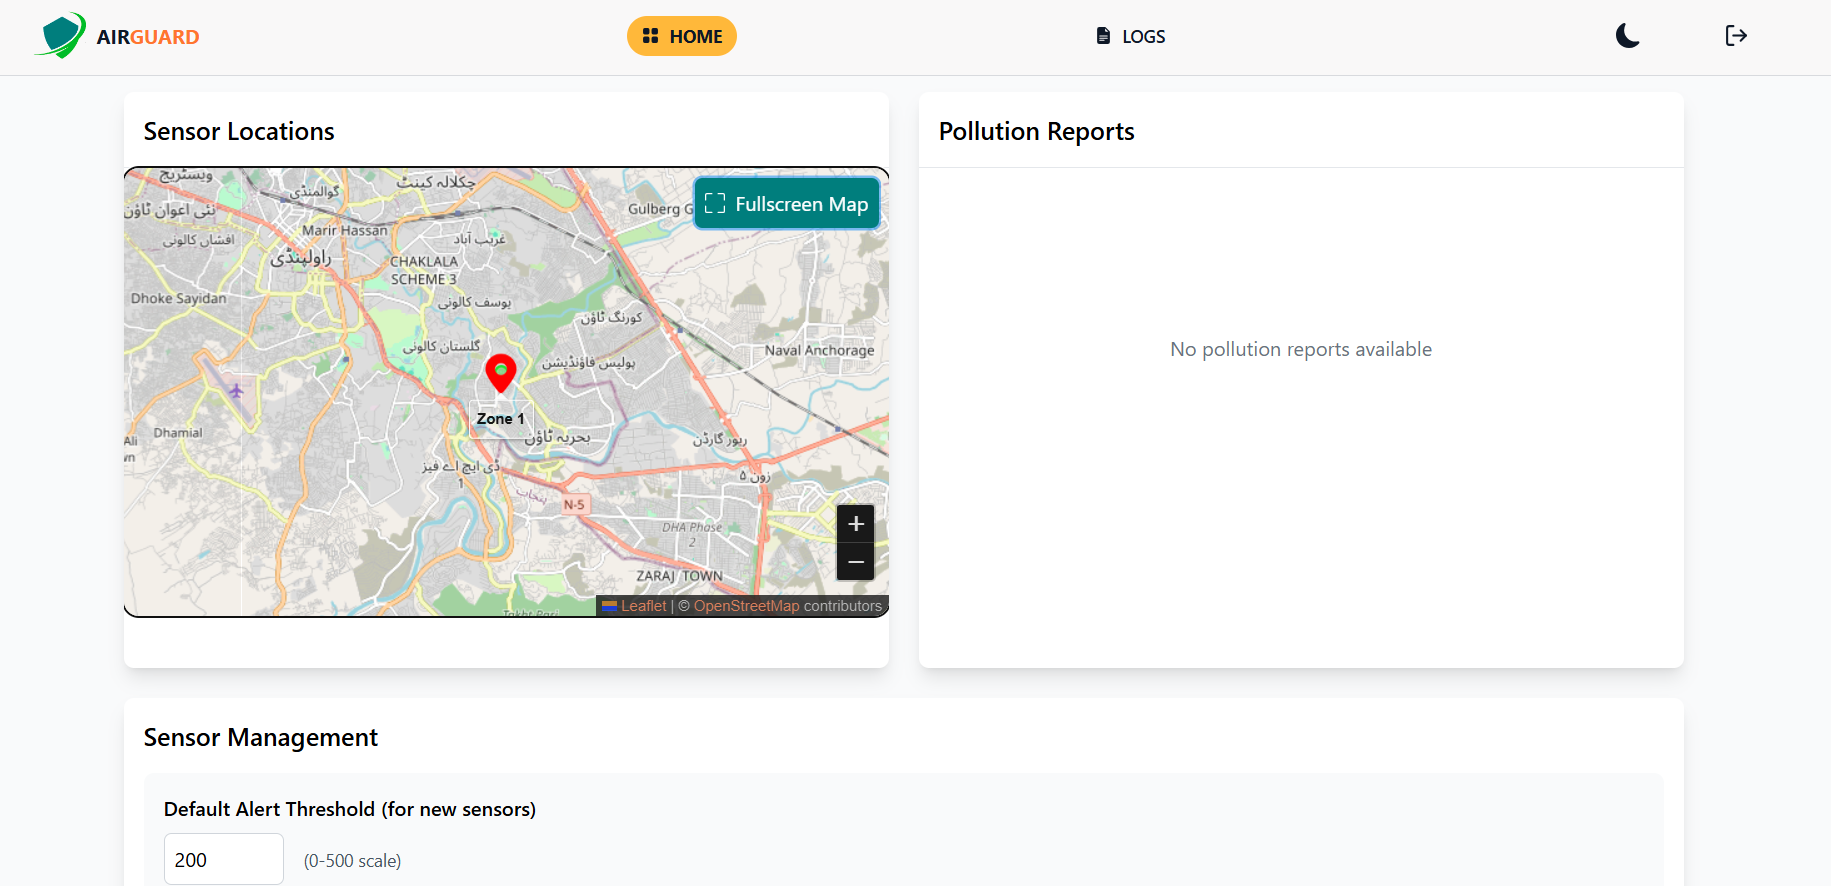 AIRGUARD
HOME
LOGS
Sensor Locations
Pollution Reports
ویسٹریج
چکلالہ کینٹ
گوالمنڈی
نئی اعوان ٹاؤن
Gulberg G
Fullscreen Map
Marir Hassan
افشاں کالونی
غریب آباد
راولپنڈی
CHAKLALA
SCHEME 3
Dhoke Sayidan
یوسف کالونی
کورنگ ٹاؤن
گلستان کالونی
Naval Anchorage
پولیس فاؤنڈیشن
No pollution reports available
Zone 1
Dhamial
Ali
wn
بحریہ ٹاؤن
ریور گارڈن
ڈی ایچ اے فیز
1
زون ۵
پنجاب
N-5
DHA Phase
2
+
−
ZARAJ TOWN
Takht Pari
Leaflet | © OpenStreetMap contributors
Sensor Management
Default Alert Threshold (for new sensors)
200
(0-500 scale)